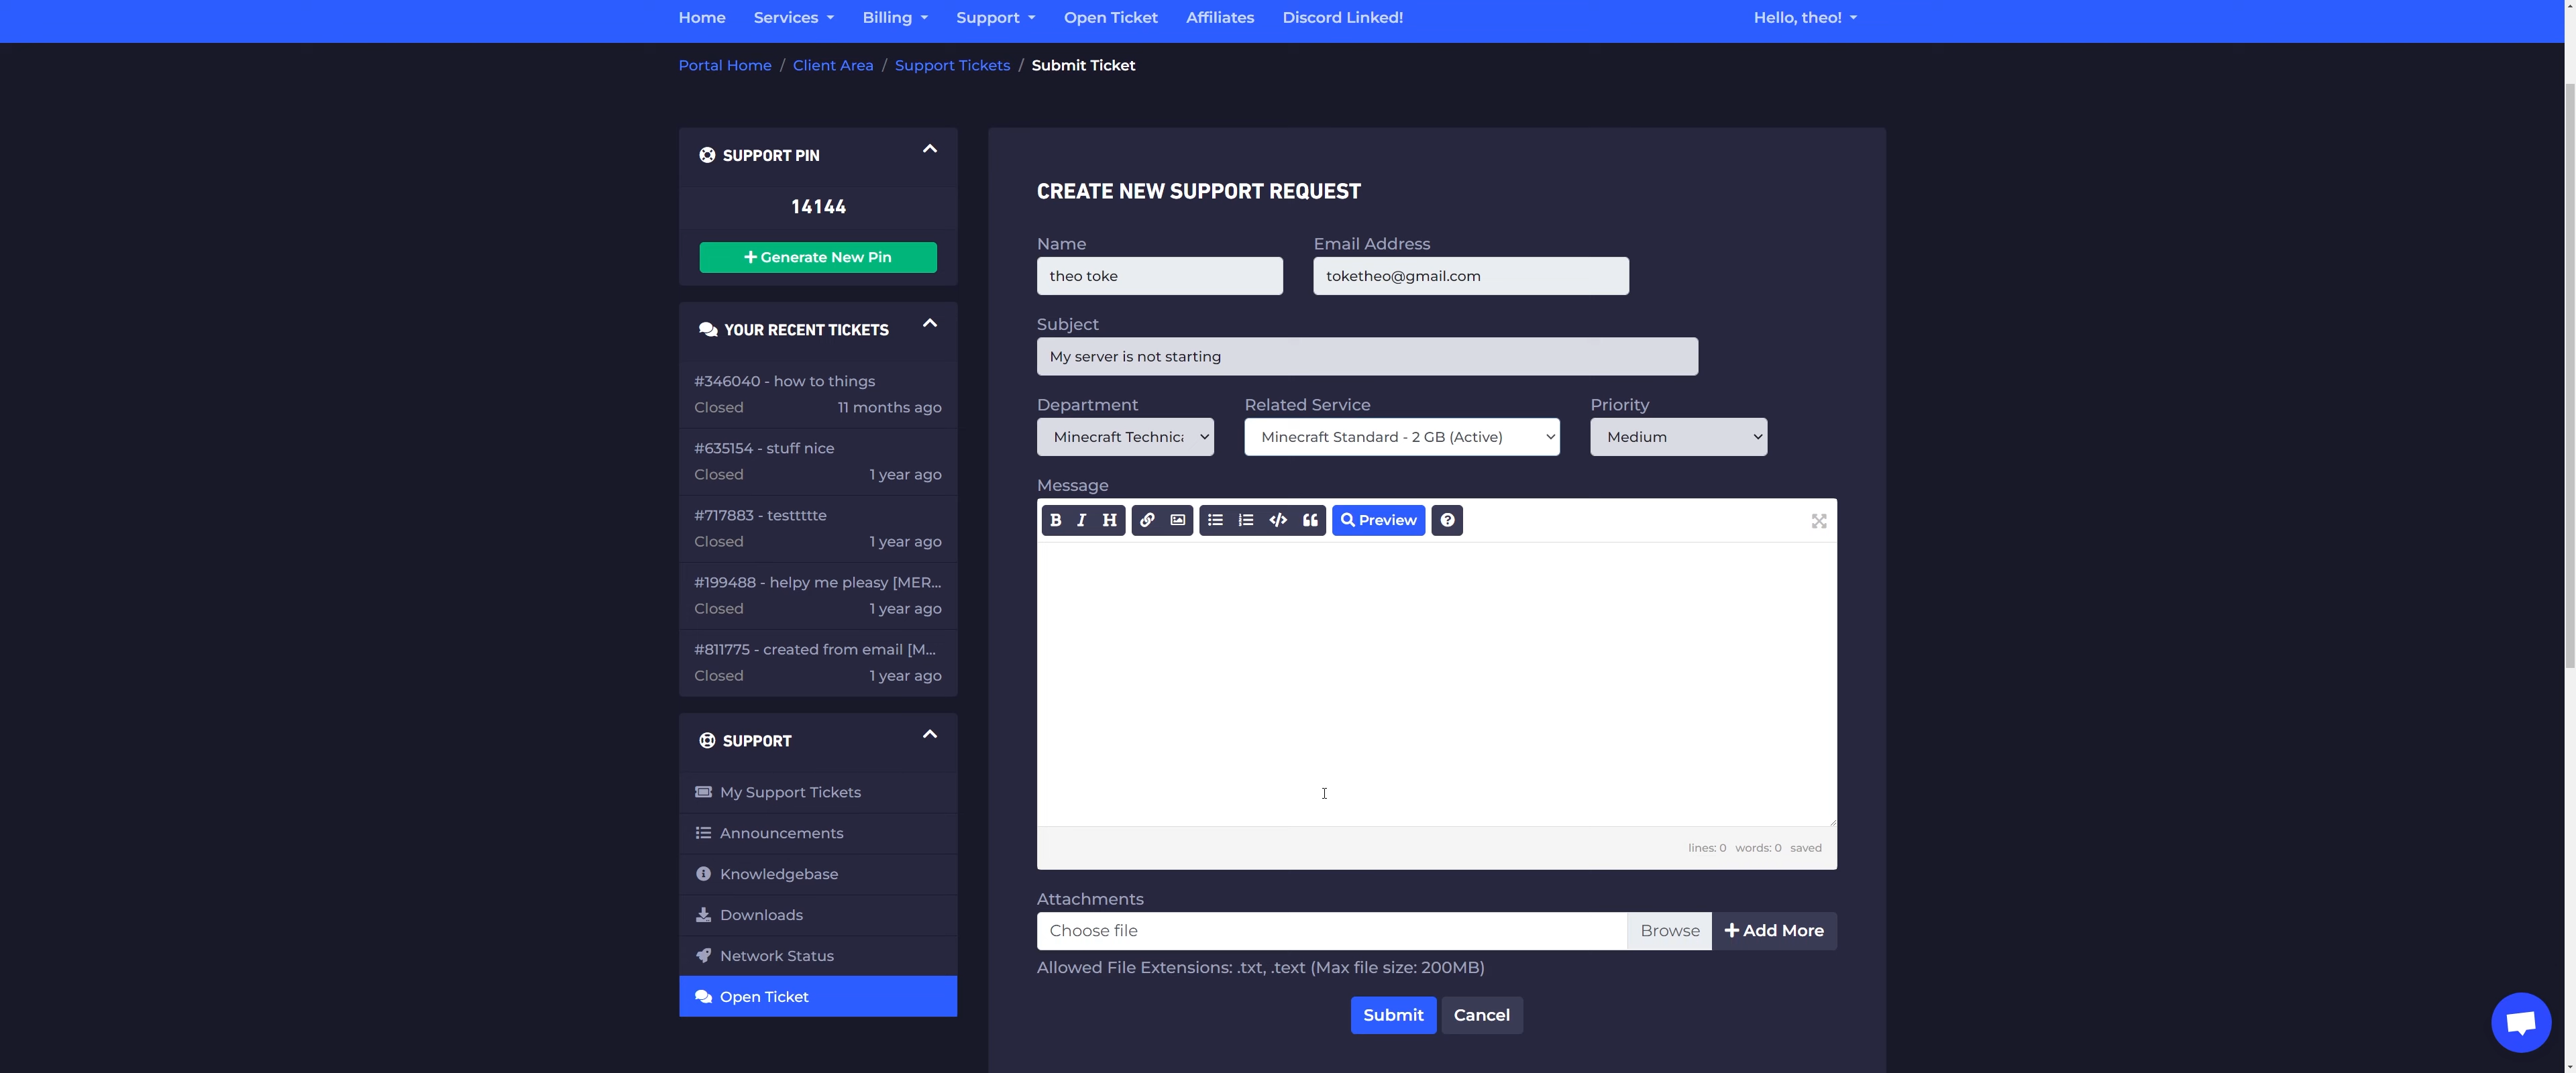 Home Services Billing Support Open Ticket Affiliates Discord Linked! Hello, theo!
Portal Home / Client Area / Support Tickets / Submit Ticket
SUPPORT PIN
14144
Generate New Pin
YOUR RECENT TICKETS
#346040 - how to things
Closed 11 months ago
#635154 - stuff nice
Closed 1 year ago
#717883 - testtttte
Closed 1 year ago
#199488 - helpy me pleasy [MER...
Closed 1 year ago
#811775 - created from email [M...
Closed 1 year ago
SUPPORT
My Support Tickets
Announcements
Knowledgebase
Downloads
Network Status
Open Ticket
CREATE NEW SUPPORT REQUEST
Name Email Address
theo toke toketheo@gmail.com
Subject
My server is not starting
Department Related Service Priority
Minecraft Technica Minecraft Standard - 2 GB (Active) Medium
Message
B I H Preview
lines: 0 words: 0 saved
Attachments
Choose file Browse Add More
Allowed File Extensions: .txt, .text (Max file size: 200MB)
Submit Cancel